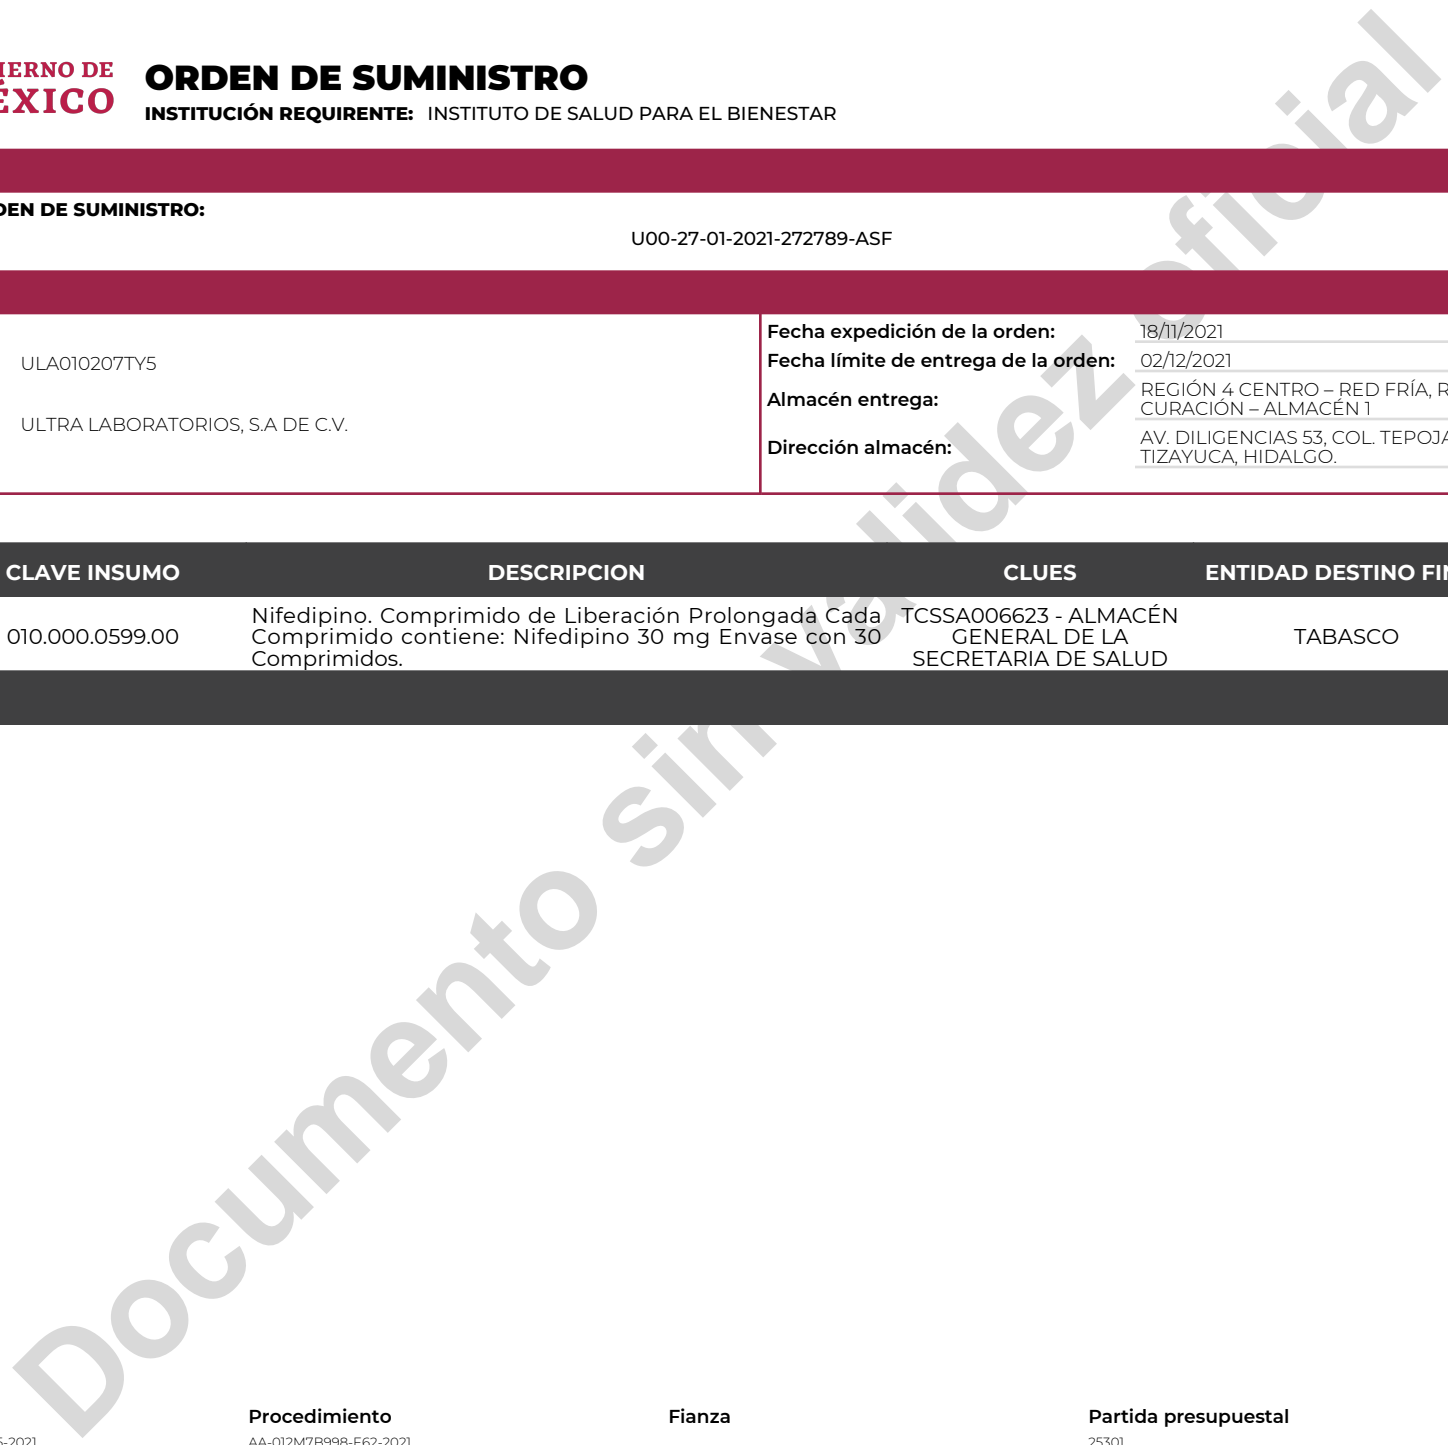 ORDEN DE SUMINISTRO
INSTITUCIÓN REQUIRENTE: INSTITUTO DE SALUD PARA EL BIENESTAR
DE
DE SUMINISTRO:
U00-27-01-2021-272789-ASF
ULA010207TY5
ULTRA LABORATORIOS, S.A DE C.V.
Fecha expedición de la orden: 18/11/2021
Fecha límite de entrega de la orden: 02/12/2021
Almacén entrega: REGIÓN 4 CENTRO – RED FRÍA,
CURACIÓN – ALMACÉN 1
Dirección almacén: AV. DILIGENCIAS 53, COL.
TIZAYUCA, HIDALGO.
CLAVE INSUMO DESCRIPCION CLUES ENTIDAD DESTINO
010.000.0599.00
Nifedipino. Comprimido de Liberación Prolongada Cada
Comprimido contiene: Nifedipino 30 mg Envase con 30
Comprimidos.
TCSSA006623 - ALMACÉN
GENERAL DE LA
SECRETARIA DE SALUD
TABASCO
Documento sin validez oficial
Procedimiento Fianza Partida presupuestal
AA-012M7B998-E62-2021 25301